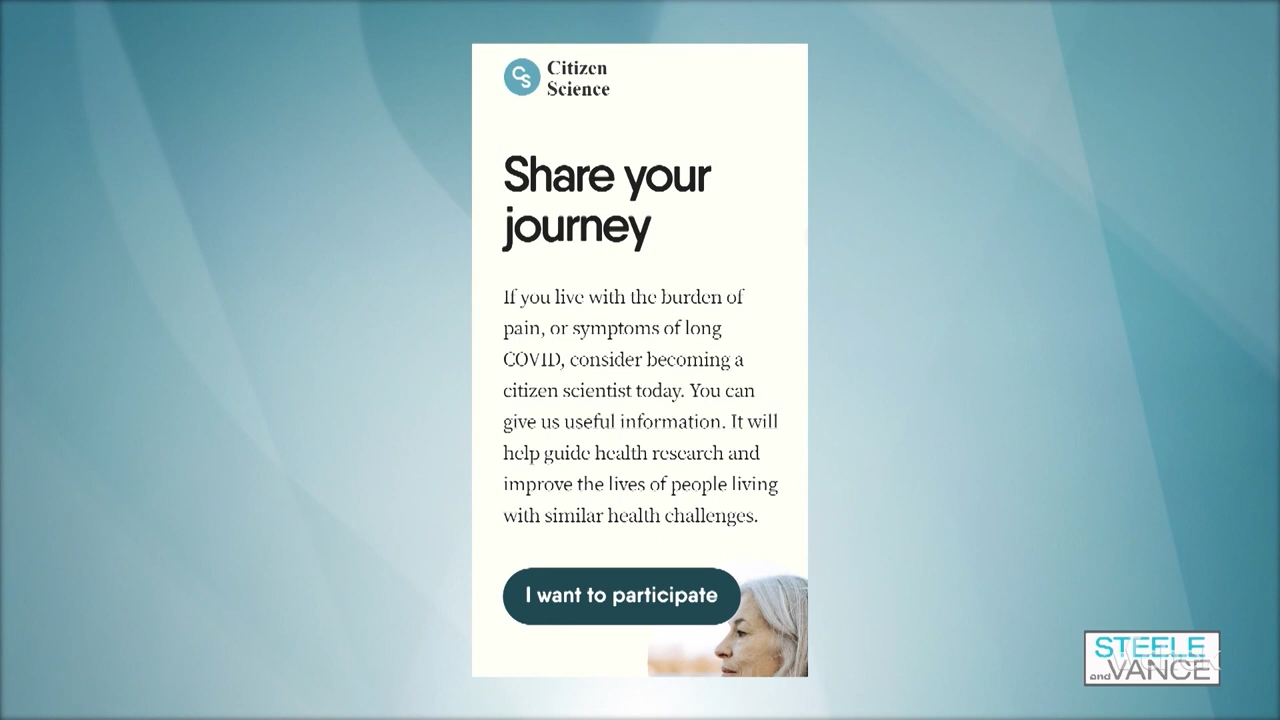 CS
Citizen
Science
Share your
journey
If you live with the burden of
pain, or symptoms of long
COVID, consider becoming a
citizen scientist today. You can
give us useful information. It will
help guide health research and
improve the lives of people living
with similar health challenges.
I want to participate
STEELE
and VANCE